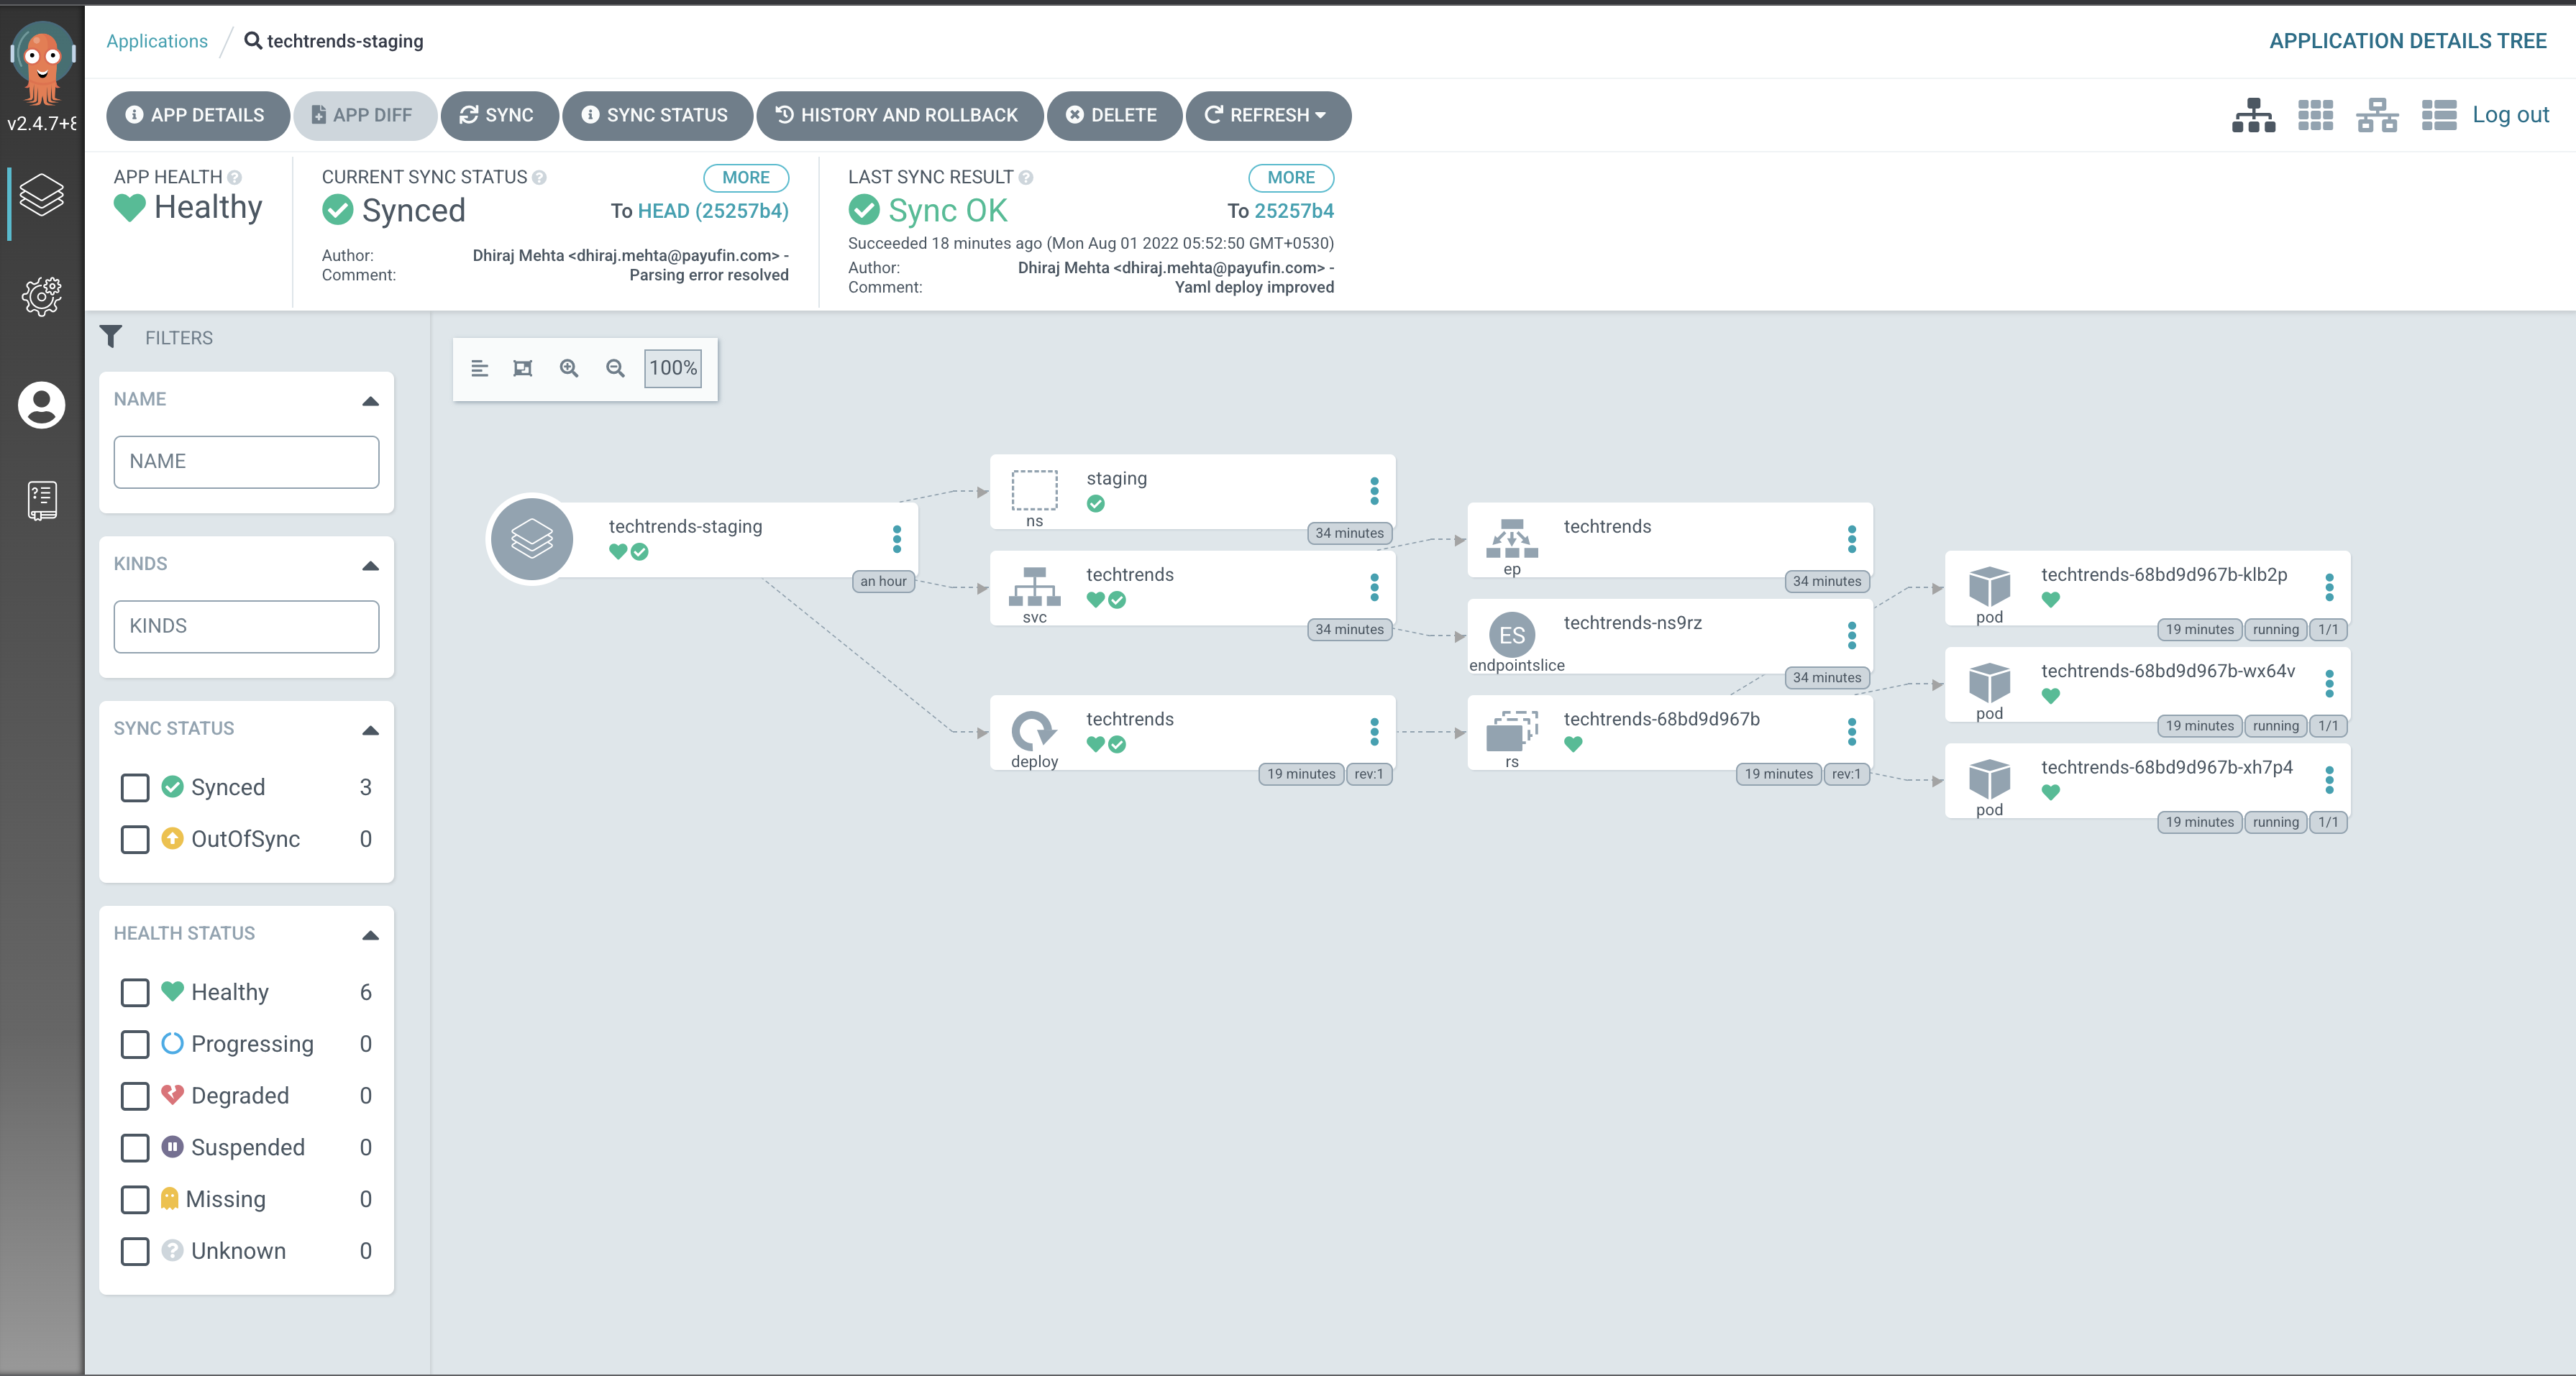 Applications / techtrends-staging
APPLICATION DETAILS TREE
v2.4.7+8
APP DETAILS
APP DIFF
SYNC
SYNC STATUS
HISTORY AND ROLLBACK
DELETE
REFRESH
Log out
APP HEALTH
Healthy
CURRENT SYNC STATUS
MORE
Synced
To HEAD (25257b4)
Author:
Dhiraj Mehta <dhiraj.mehta@payufin.com> -
Comment:
Parsing error resolved
LAST SYNC RESULT
MORE
Sync OK
To 25257b4
Succeeded 18 minutes ago (Mon Aug 01 2022 05:52:50 GMT+0530)
Author:
Dhiraj Mehta <dhiraj.mehta@payufin.com> -
Comment:
Yaml deploy improved
FILTERS
NAME
NAME
KINDS
KINDS
SYNC STATUS
Synced 3
OutOfSync 0
HEALTH STATUS
Healthy 6
Progressing 0
Degraded 0
Suspended 0
Missing 0
Unknown 0
100%
techtrends-staging
an hour
staging
ns
34 minutes
techtrends
svc
34 minutes
techtrends
deploy
19 minutes
rev:1
techtrends
ep
34 minutes
ES
techtrends-ns9rz
endpointslice
34 minutes
techtrends-68bd9d967b
rs
19 minutes
rev:1
techtrends-68bd9d967b-klb2p
pod
19 minutes
running
1/1
techtrends-68bd9d967b-wx64v
pod
19 minutes
running
1/1
techtrends-68bd9d967b-xh7p4
pod
19 minutes
running
1/1